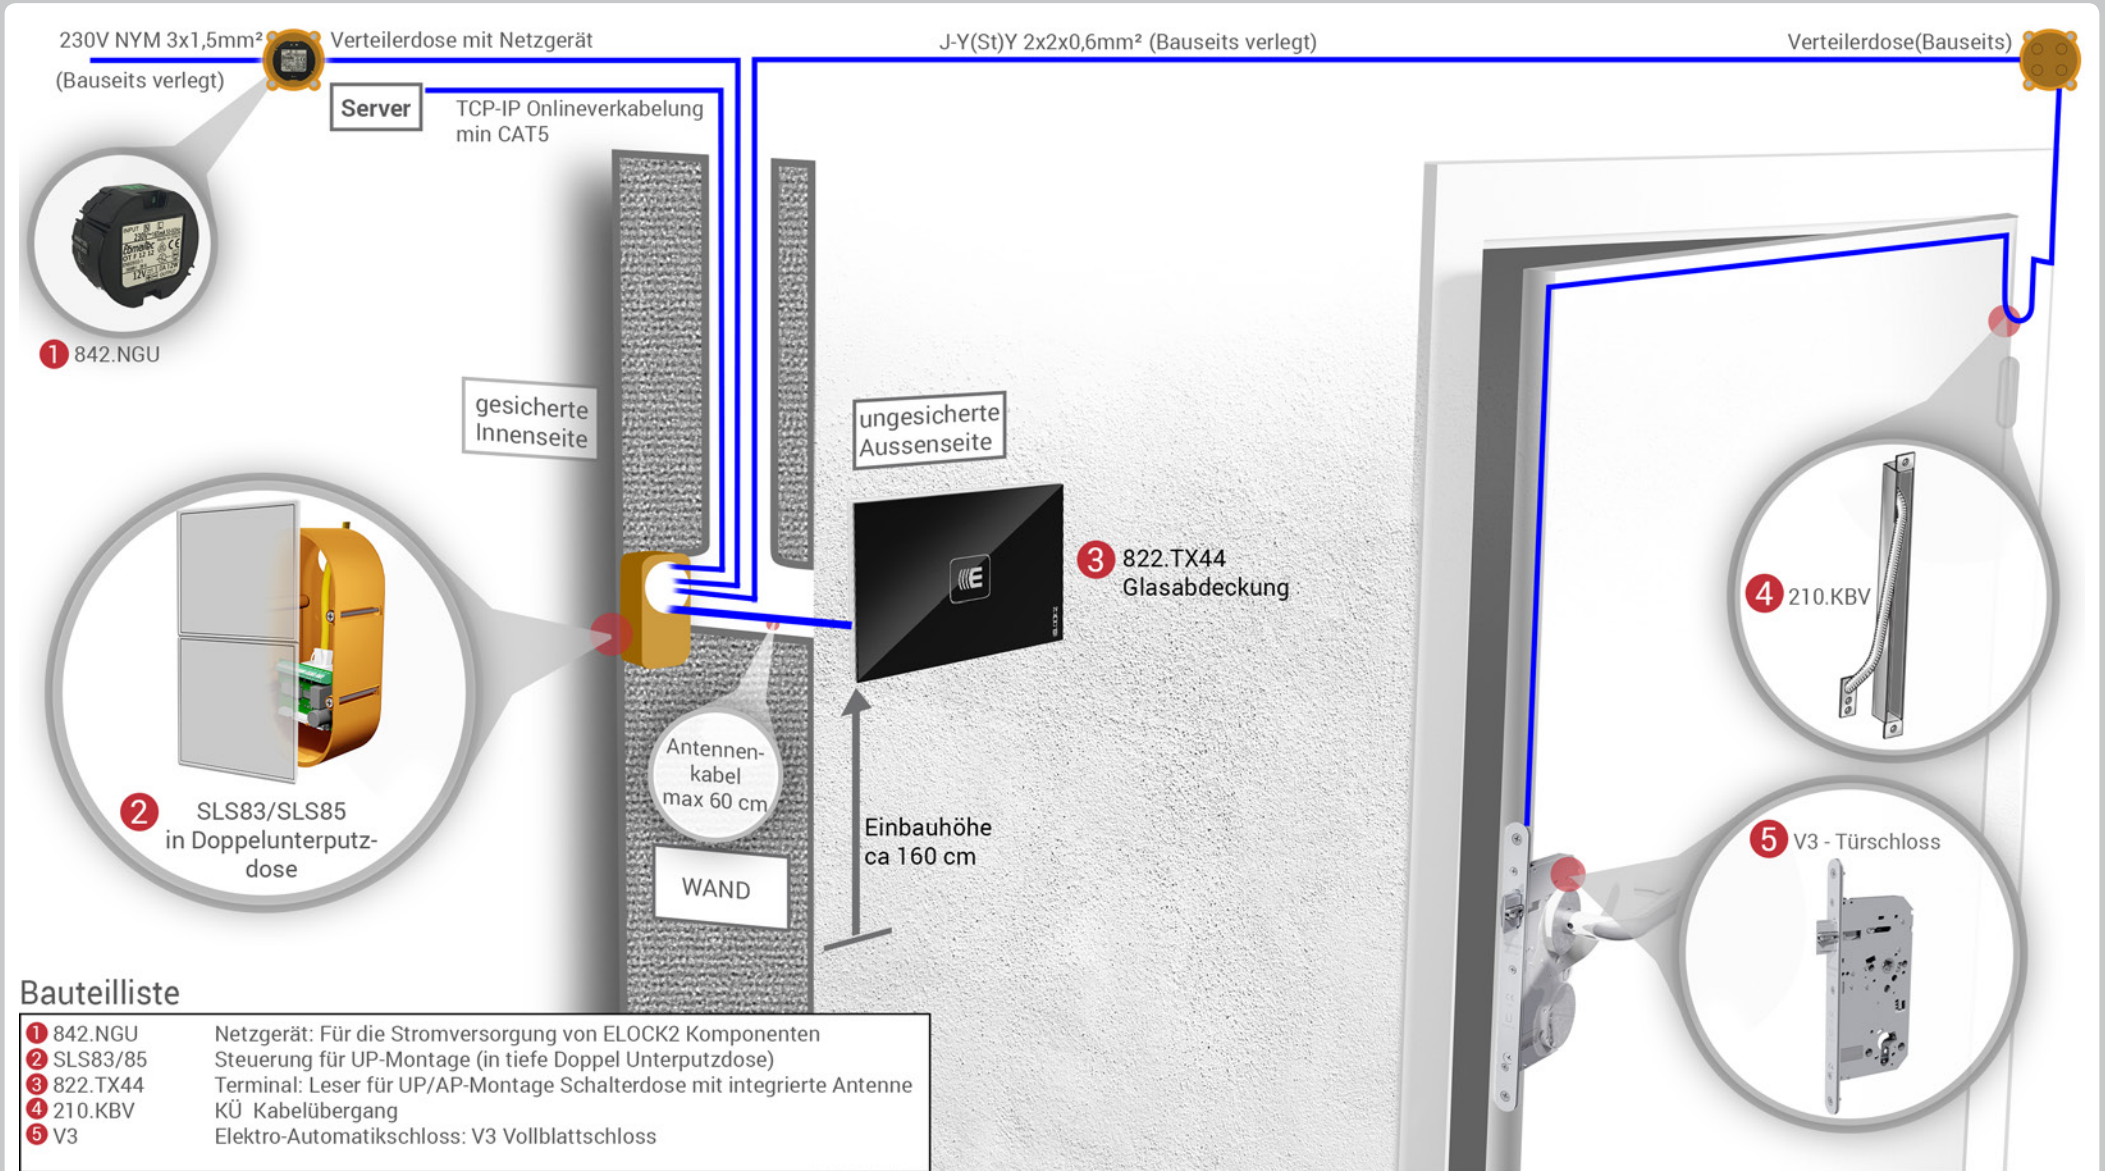 230V NYM 3x1,5mm²
(Bauseits verlegt)
Verteilerdose mit Netzgerät
Server
TCP-IP Onlineverkabelung
min CAT5
J-Y(St)Y 2x2x0,6mm² (Bauseits verlegt)
Verteilerdose(Bauseits)
INPUT N L
12V
1 842.NGU
gesicherte
Innenseite
ungesicherte
Aussenseite
E
3 822.TX44
Glasabdeckung
4 210.KBV
2 SLS83/SLS85
in Doppelunterputz-
dose
Antennen-
kabel
max 60 cm
Einbauhöhe
ca 160 cm
WAND
5 V3 - Türschloss
Bauteilliste
1 842.NGU Netzgerät: Für die Stromversorgung von ELOCK2 Komponenten
2 SLS83/85 Steuerung für UP-Montage (in tiefe Doppel Unterputzdose)
3 822.TX44 Terminal: Leser für UP/AP-Montage Schalterdose mit integrierte Antenne
4 210.KBV KÜ Kabelübergang
5 V3 Elektro-Automatikschloss: V3 Vollblattschloss